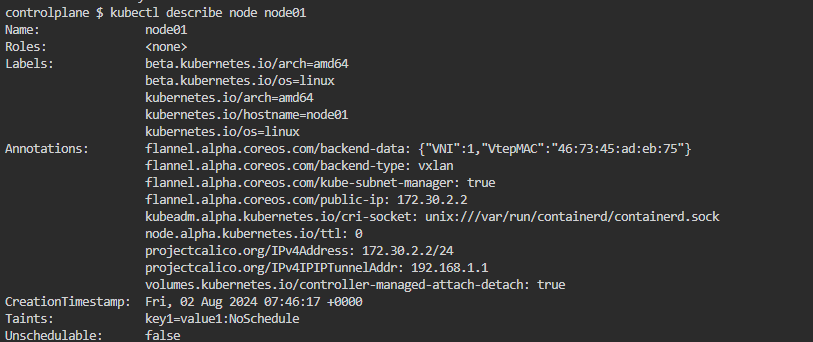 controlplane $ kubectl describe node node01
Name:               node01
Roles:              <none>
Labels:             beta.kubernetes.io/arch=amd64
                    beta.kubernetes.io/os=linux
                    kubernetes.io/arch=amd64
                    kubernetes.io/hostname=node01
                    kubernetes.io/os=linux
Annotations:        flannel.alpha.coreos.com/backend-data: {"VNI":1,"VtepMAC":"46:73:45:ad:eb:75"}
                    flannel.alpha.coreos.com/backend-type: vxlan
                    flannel.alpha.coreos.com/kube-subnet-manager: true
                    flannel.alpha.coreos.com/public-ip: 172.30.2.2
                    kubeadm.alpha.kubernetes.io/cri-socket: unix:///var/run/containerd/containerd.sock
                    node.alpha.kubernetes.io/ttl: 0
                    projectcalico.org/IPv4Address: 172.30.2.2/24
                    projectcalico.org/IPv4IPIPTunnelAddr: 192.168.1.1
                    volumes.kubernetes.io/controller-managed-attach-detach: true
CreationTimestamp:  Fri, 02 Aug 2024 07:46:17 +0000
Taints:             key1=value1:NoSchedule
Unschedulable:      false